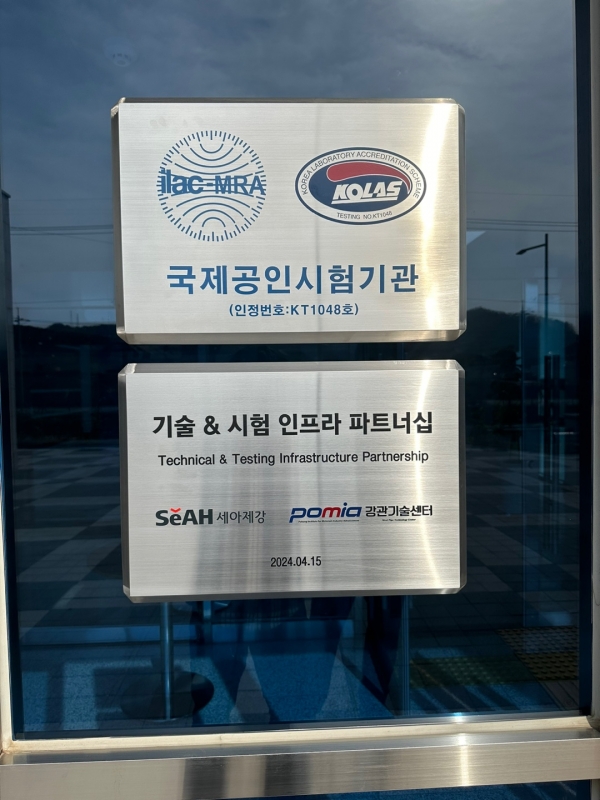 ilac-MRA
KOREA LABORATORY ACCREDITATION SCHEME
KOLAS
TESTING NO.KT1048
국제공인시험기관
(인정번호:KT1048호)
기술 & 시험 인프라 파트너십
Technical & Testing Infrastructure Partnership
SeAH 세아제강
pomia 강관기술센터
2024.04.15